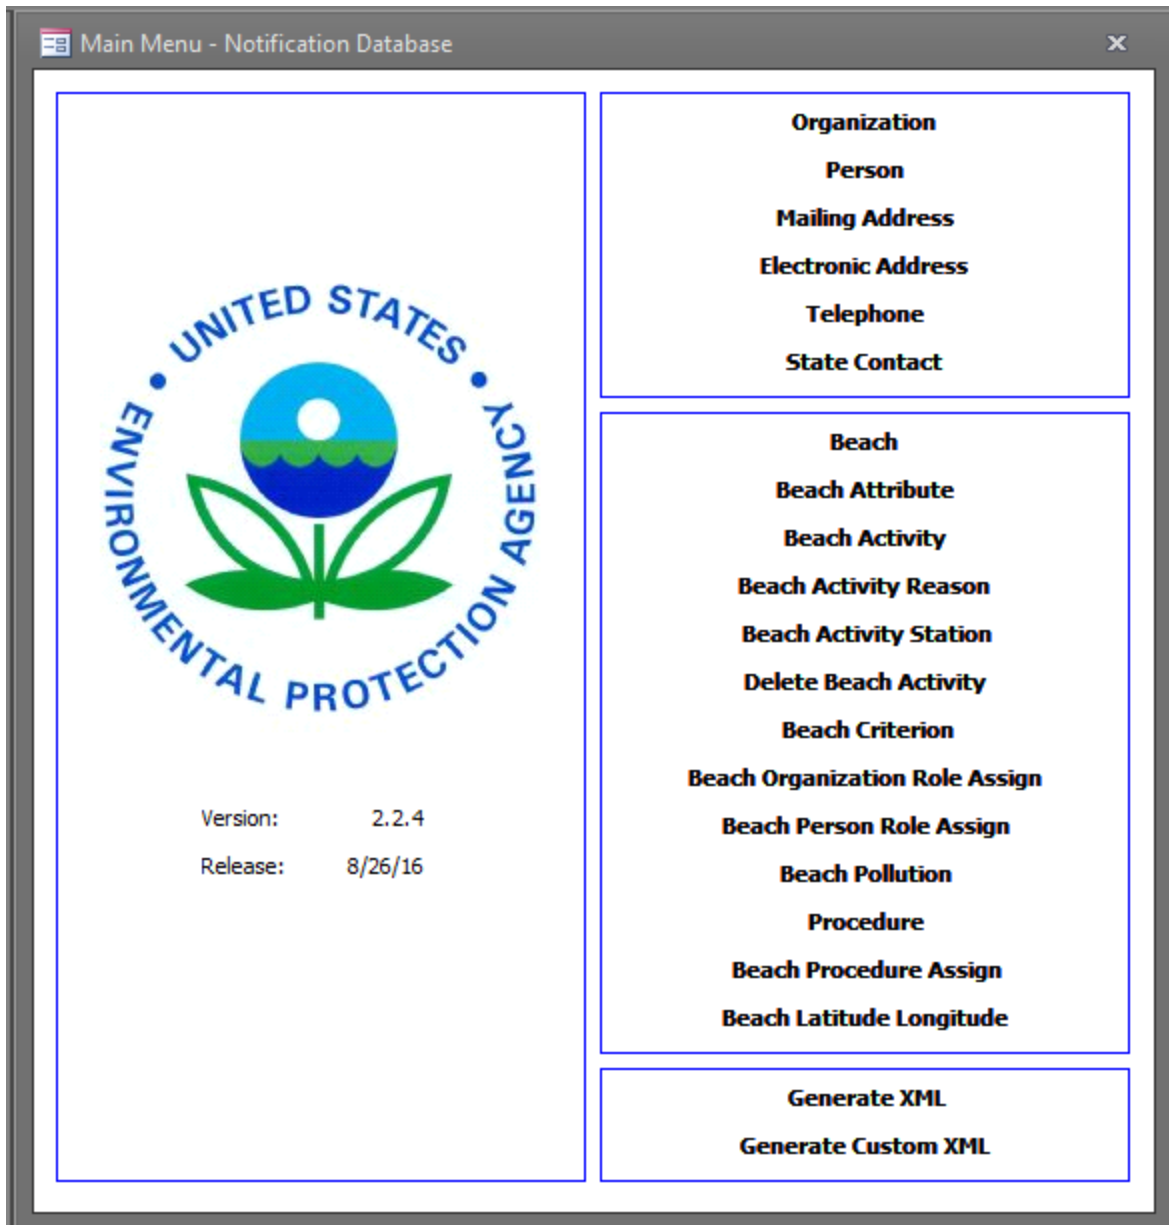 Main Menu - Notification Database
UNITED STATES
ENVIRONMENTAL PROTECTION AGENCY
Version: 2.2.4
Release: 8/26/16
Organization
Person
Mailing Address
Electronic Address
Telephone
State Contact
Beach
Beach Attribute
Beach Activity
Beach Activity Reason
Beach Activity Station
Delete Beach Activity
Beach Criterion
Beach Organization Role Assign
Beach Person Role Assign
Beach Pollution
Procedure
Beach Procedure Assign
Beach Latitude Longitude
Generate XML
Generate Custom XML